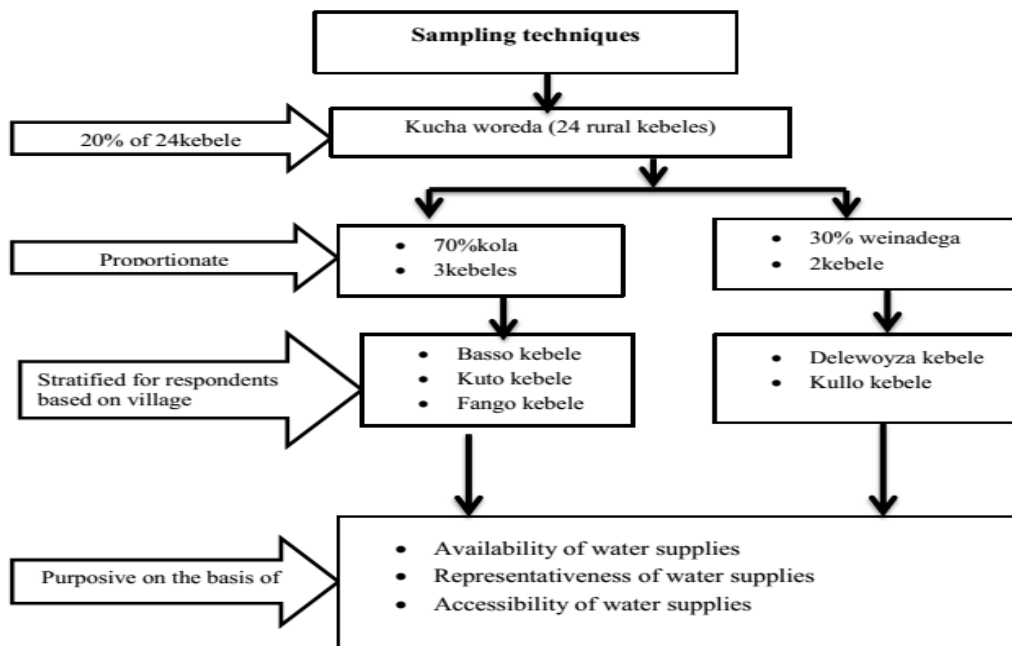 Sampling techniques
20% of 24kebele
Kucha woreda (24 rural kebeles)
Proportionate
• 70%kola
• 3kebeles
• 30% weinadega
• 2kebele
Stratified for respondents
based on village
• Basso kebele
• Kuto kebele
• Fango kebele
• Delewoyza kebele
• Kullo kebele
Purposive on the basis of
• Availability of water supplies
• Representativeness of water supplies
• Accessibility of water supplies